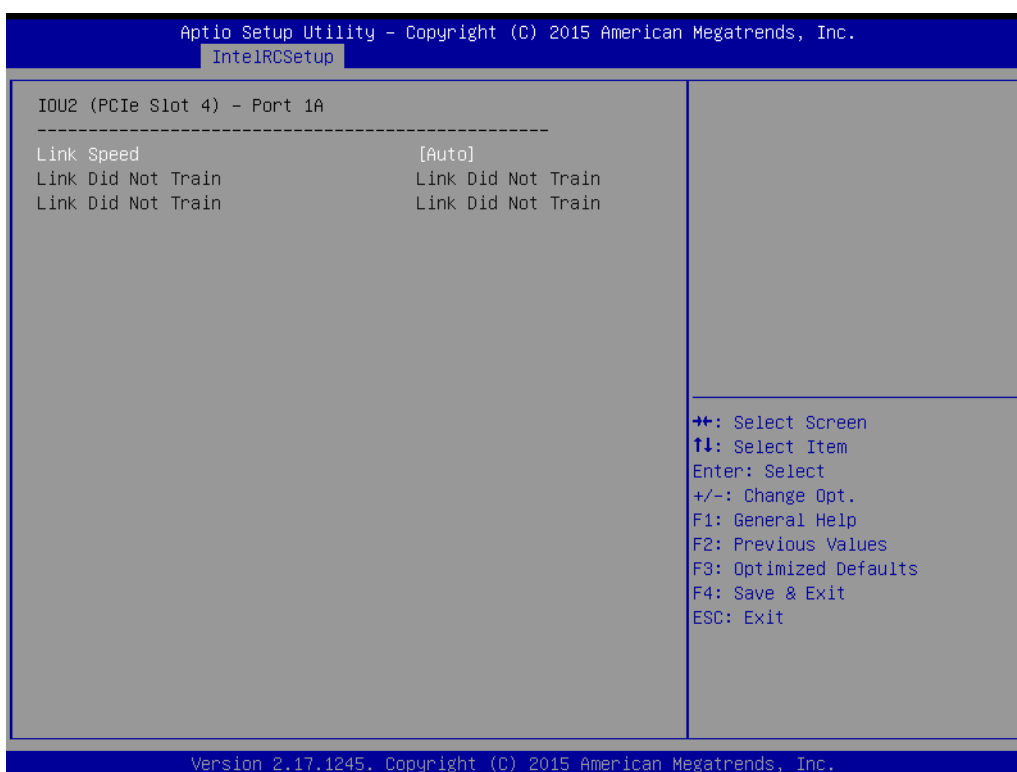 Aptio Setup Utility – Copyright (C) 2015 American Megatrends, Inc.
IntelRCSetup
IOU2 (PCIe Slot 4) – Port 1A
--------------------------------------------------
Link Speed [Auto]
Link Did Not Train Link Did Not Train
Link Did Not Train Link Did Not Train
→←: Select Screen
↑↓: Select Item
Enter: Select
+/-: Change Opt.
F1: General Help
F2: Previous Values
F3: Optimized Defaults
F4: Save & Exit
ESC: Exit
Version 2.17.1245. Copyright (C) 2015 American Megatrends, Inc.